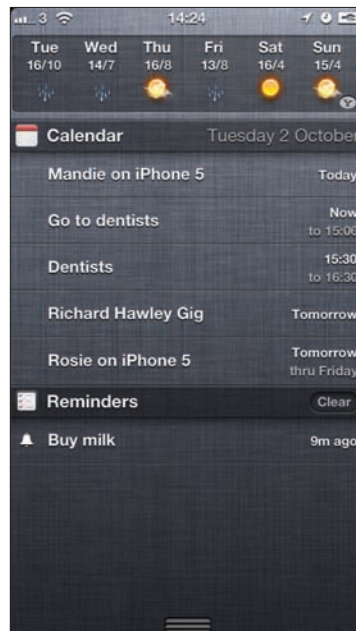 3 14:24
Tue Wed Thu Fri Sat Sun
16/10 14/7 16/8 13/8 16/4 15/4
Calendar Tuesday 2 October
Mandie on iPhone 5 Today
Go to dentists Now
to 15:06
Dentists 15:30
to 16:30
Richard Hawley Gig Tomorrow
Rosie on iPhone 5 Tomorrow
thru Friday
Reminders Clear
Buy milk 9m ago